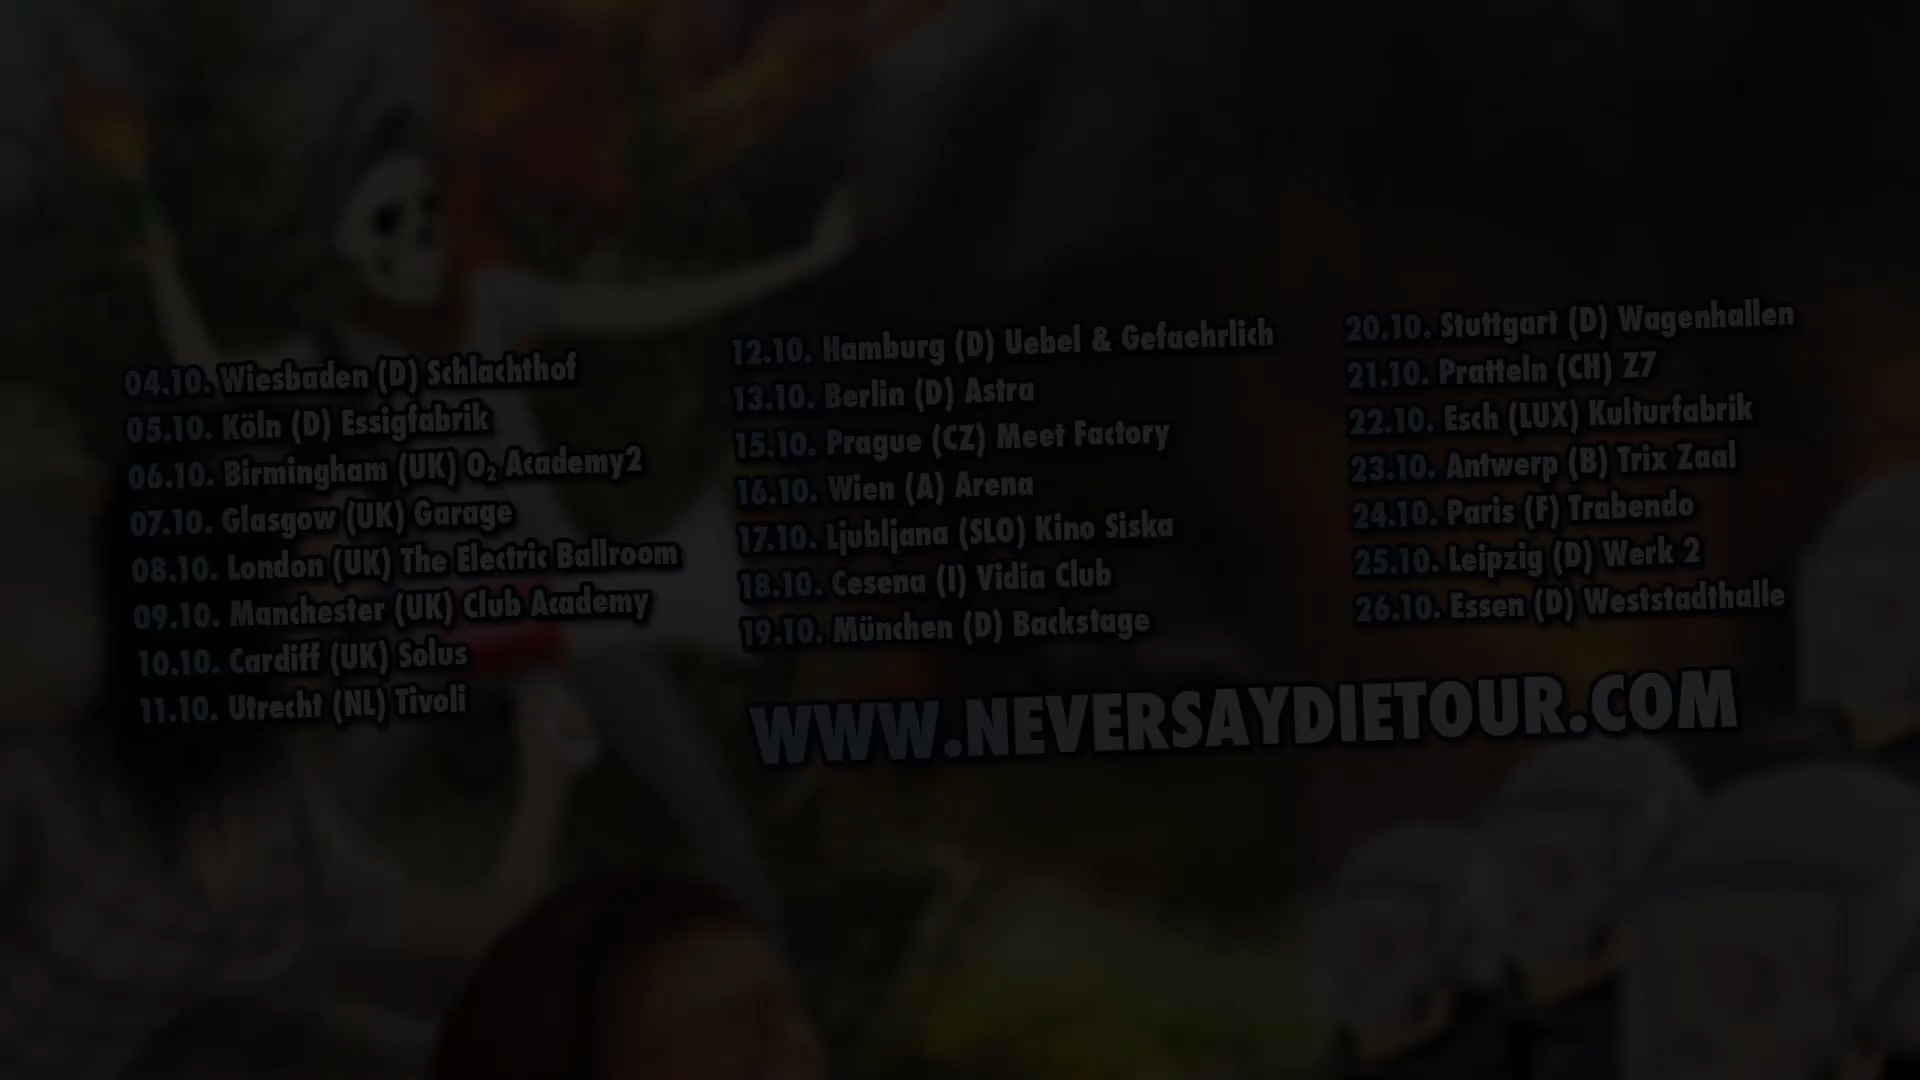 04.10. Wiesbaden (D) Schlachthof
05.10. Köln (D) Essigfabrik
06.10. Birmingham (UK) O₂ Academy2
07.10. Glasgow (UK) Garage
08.10. London (UK) The Electric Ballroom
09.10. Manchester (UK) Club Academy
10.10. Cardiff (UK) Solus
11.10. Utrecht (NL) Tivoli
12.10. Hamburg (D) Uebel & Gefaehrlich
13.10. Berlin (D) Astra
15.10. Prague (CZ) Meet Factory
16.10. Wien (A) Arena
17.10. Ljubljana (SLO) Kino Siska
18.10. Cesena (I) Vidia Club
19.10. München (D) Backstage
20.10. Stuttgart (D) Wagenhallen
21.10. Pratteln (CH) Z7
22.10. Esch (LUX) Kulturfabrik
23.10. Antwerp (B) Trix Zaal
24.10. Paris (F) Trabendo
25.10. Leipzig (D) Werk 2
26.10. Essen (D) Weststadthalle
WWW.NEVERSAYDIETOUR.COM